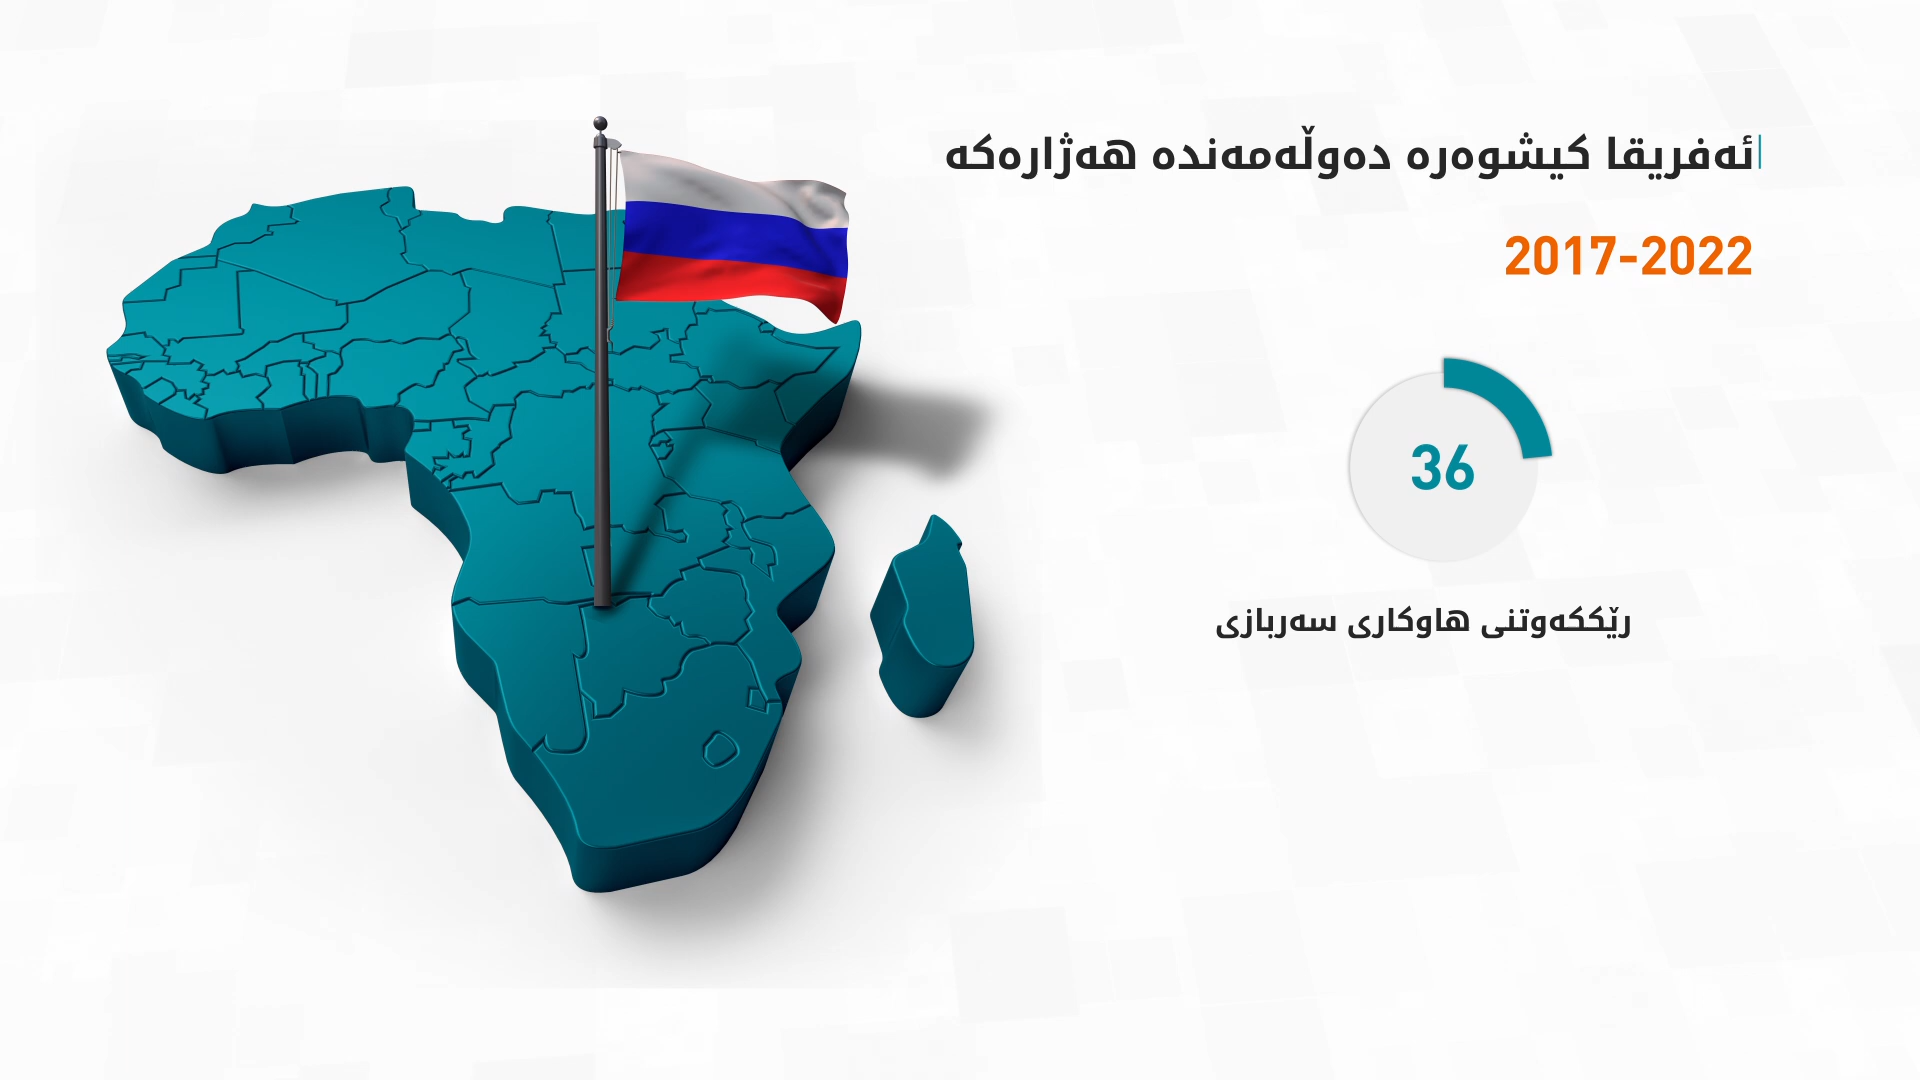 ئەفریقا کیشوەرە دەوڵەمەندە هەژارەکە
2017-2022
36
رێککەوتنی هاوکاری سەربازی